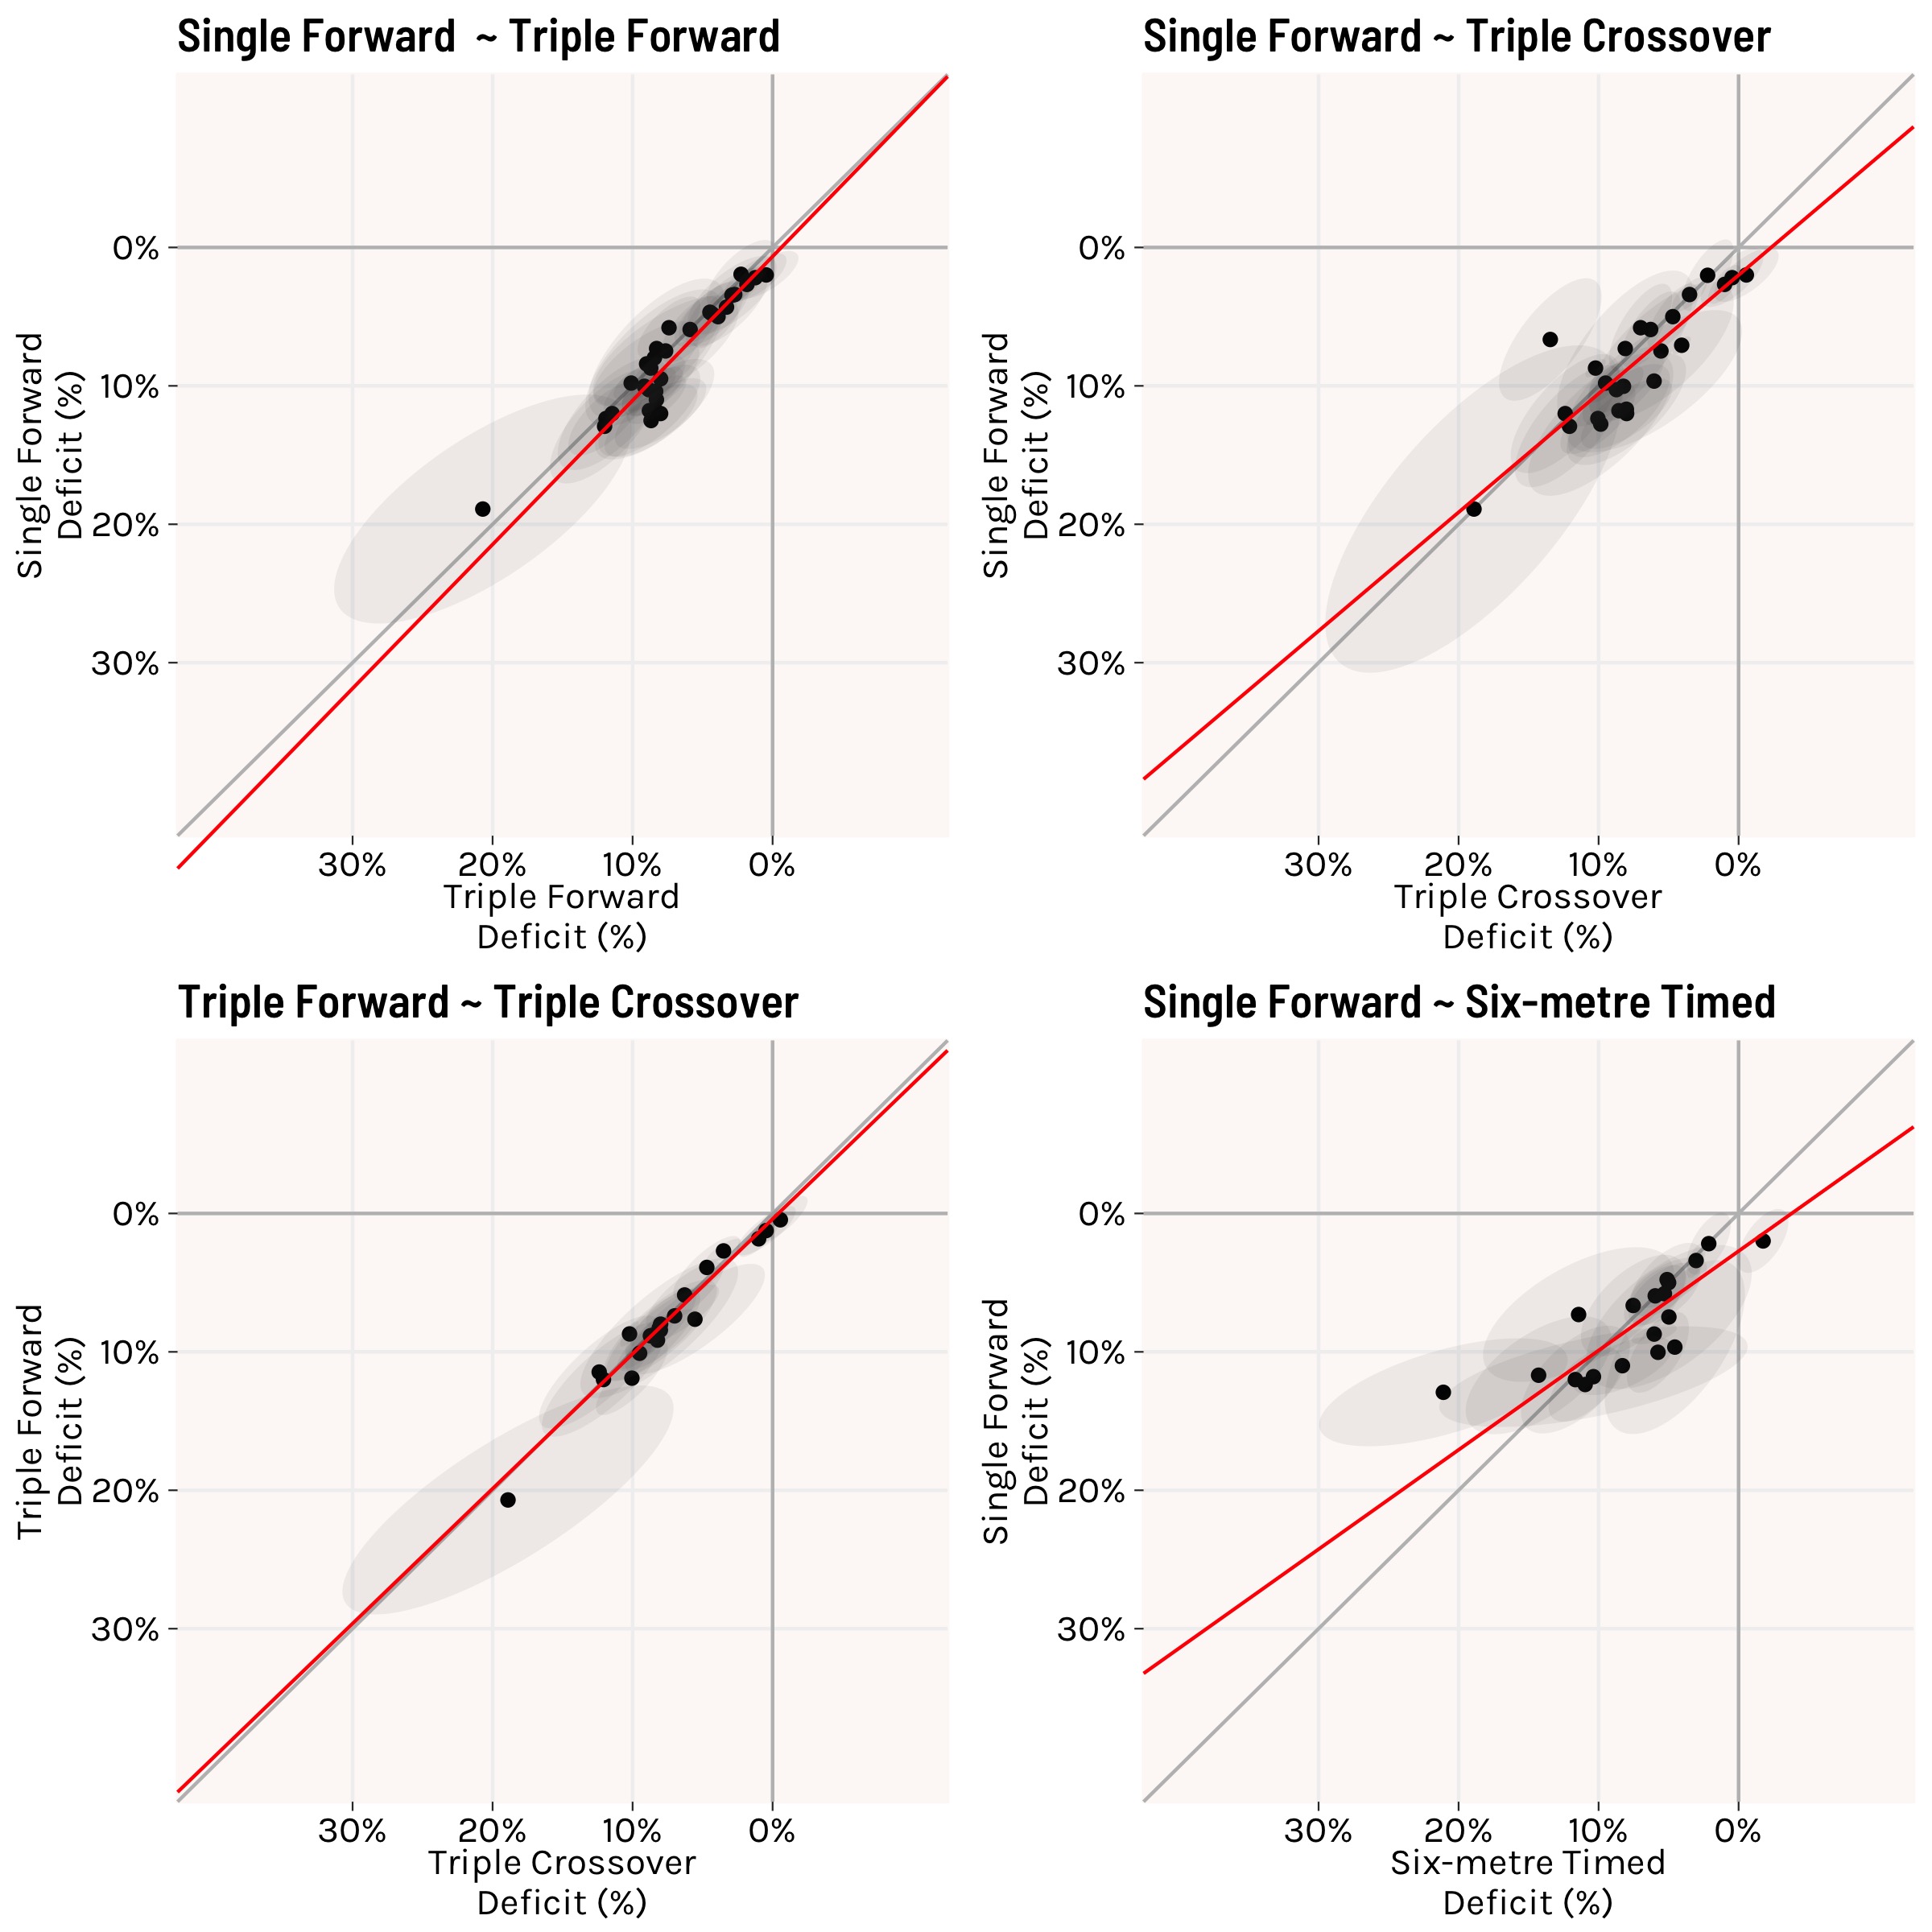 Single Forward ~ Triple Forward
0%
10%
20%
30%
Single Forward
Deficit (%)
30% 20% 10% 0%
Triple Forward
Deficit (%)
Single Forward ~ Triple Crossover
0%
10%
20%
30%
Single Forward
Deficit (%)
30% 20% 10% 0%
Triple Crossover
Deficit (%)
Triple Forward ~ Triple Crossover
0%
10%
20%
30%
Triple Forward
Deficit (%)
30% 20% 10% 0%
Triple Crossover
Deficit (%)
Single Forward ~ Six-metre Timed
0%
10%
20%
30%
Single Forward
Deficit (%)
30% 20% 10% 0%
Six-metre Timed
Deficit (%)